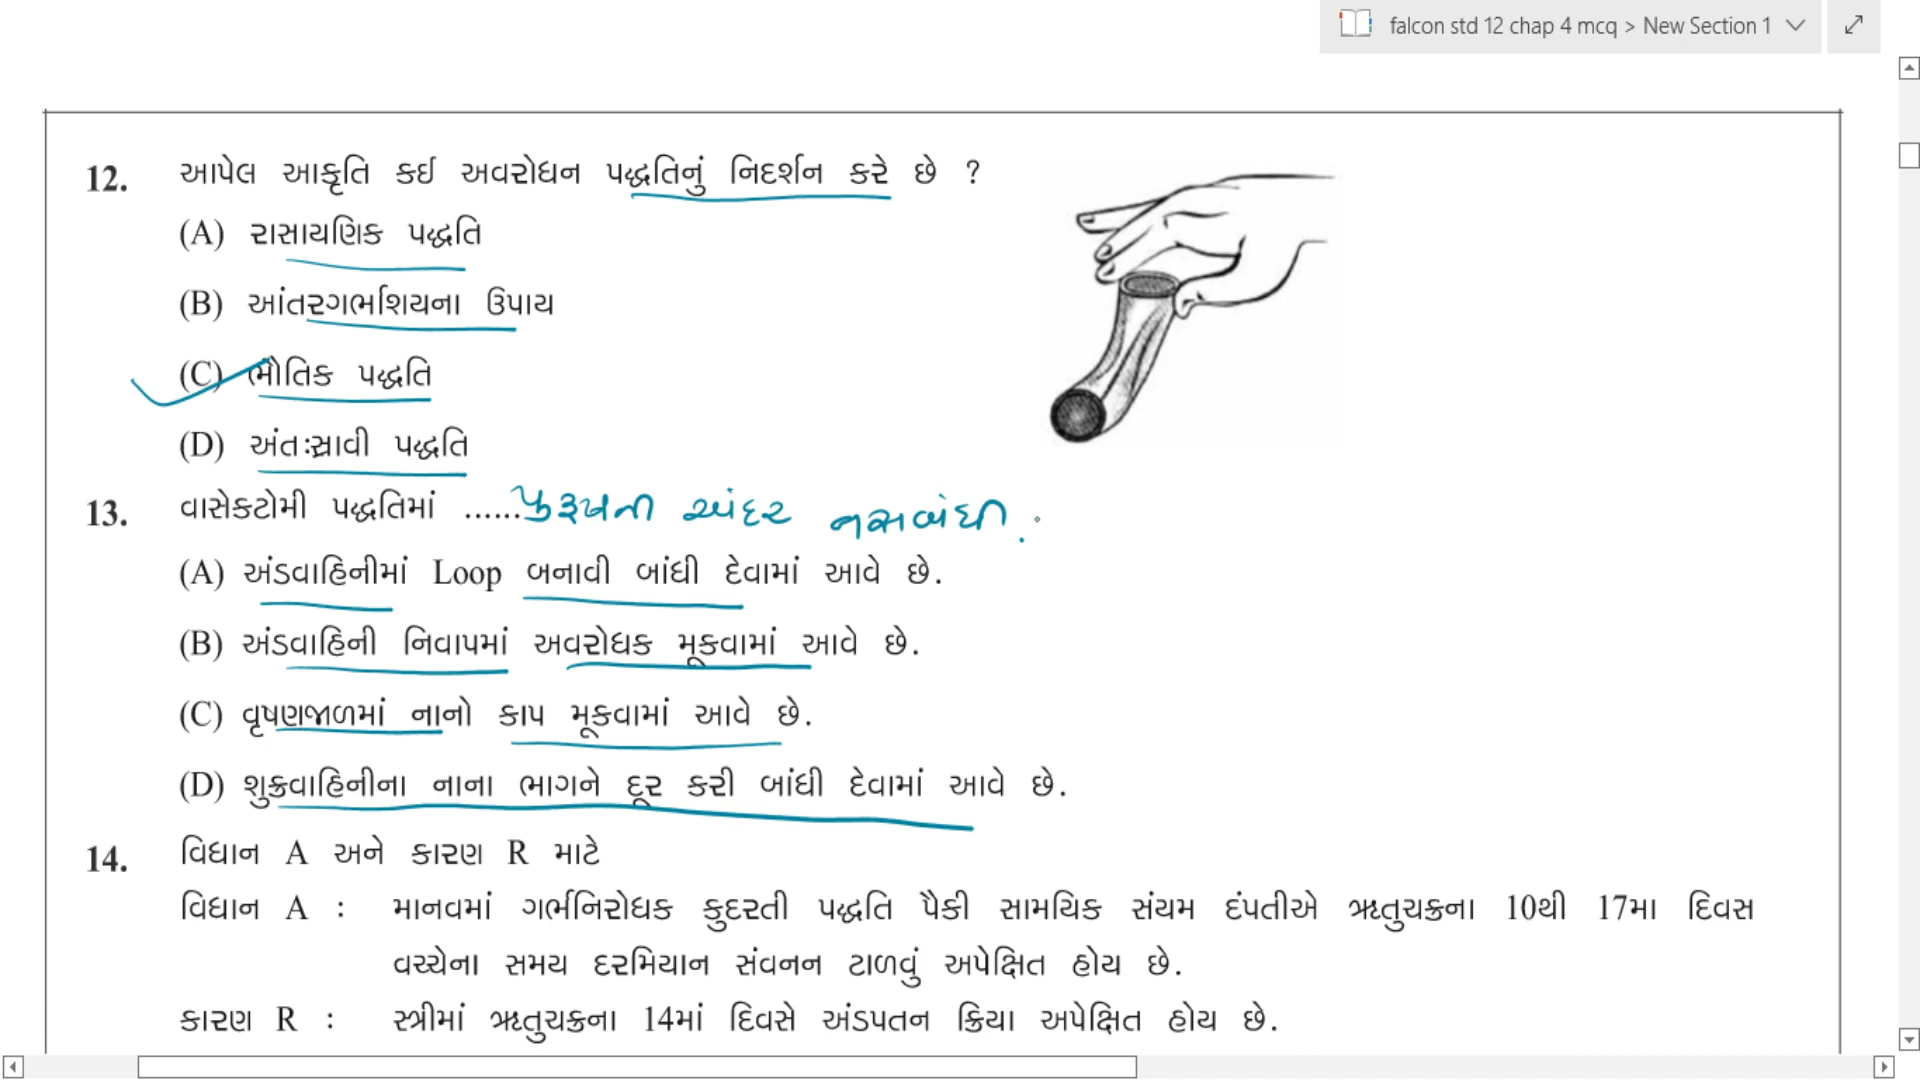 falcon std 12 chap 4 mcq > New Section 1
12. આપેલ આકૃતિ કઈ અવરોધન પદ્ધતિનું નિદર્શન કરે છે ?
(A) રાસાયણિક પદ્ધતિ
(B) આંતરગર્ભાશયના ઉપાય
(C) ભૌતિક પદ્ધતિ
(D) અંતઃસ્રાવી પદ્ધતિ
13. વાસેક્ટોમી પદ્ધતિમાં ......પુરૂષની અંદર નસબંધી.
(A) અંડવાહિનીમાં Loop બનાવી બાંધી દેવામાં આવે છે.
(B) અંડવાહિની નિવાપમાં અવરોધક મૂકવામાં આવે છે.
(C) વૃષણજાળમાં નાનો કાપ મૂકવામાં આવે છે.
(D) શુક્રવાહિનીના નાના ભાગને દૂર કરી બાંધી દેવામાં આવે છે.
14. વિધાન A અને કારણ R માટે
વિધાન A : માનવમાં ગર્ભનિરોધક કુદરતી પદ્ધતિ પૈકી સામયિક સંયમ દંપતીએ ઋતુચક્રના 10થી 17મા દિવસ
વચ્ચેના સમય દરમિયાન સંવનન ટાળવું અપેક્ષિત હોય છે.
કારણ R : સ્ત્રીમાં ઋતુચક્રના 14માં દિવસે અંડપતન ક્રિયા અપેક્ષિત હોય છે.